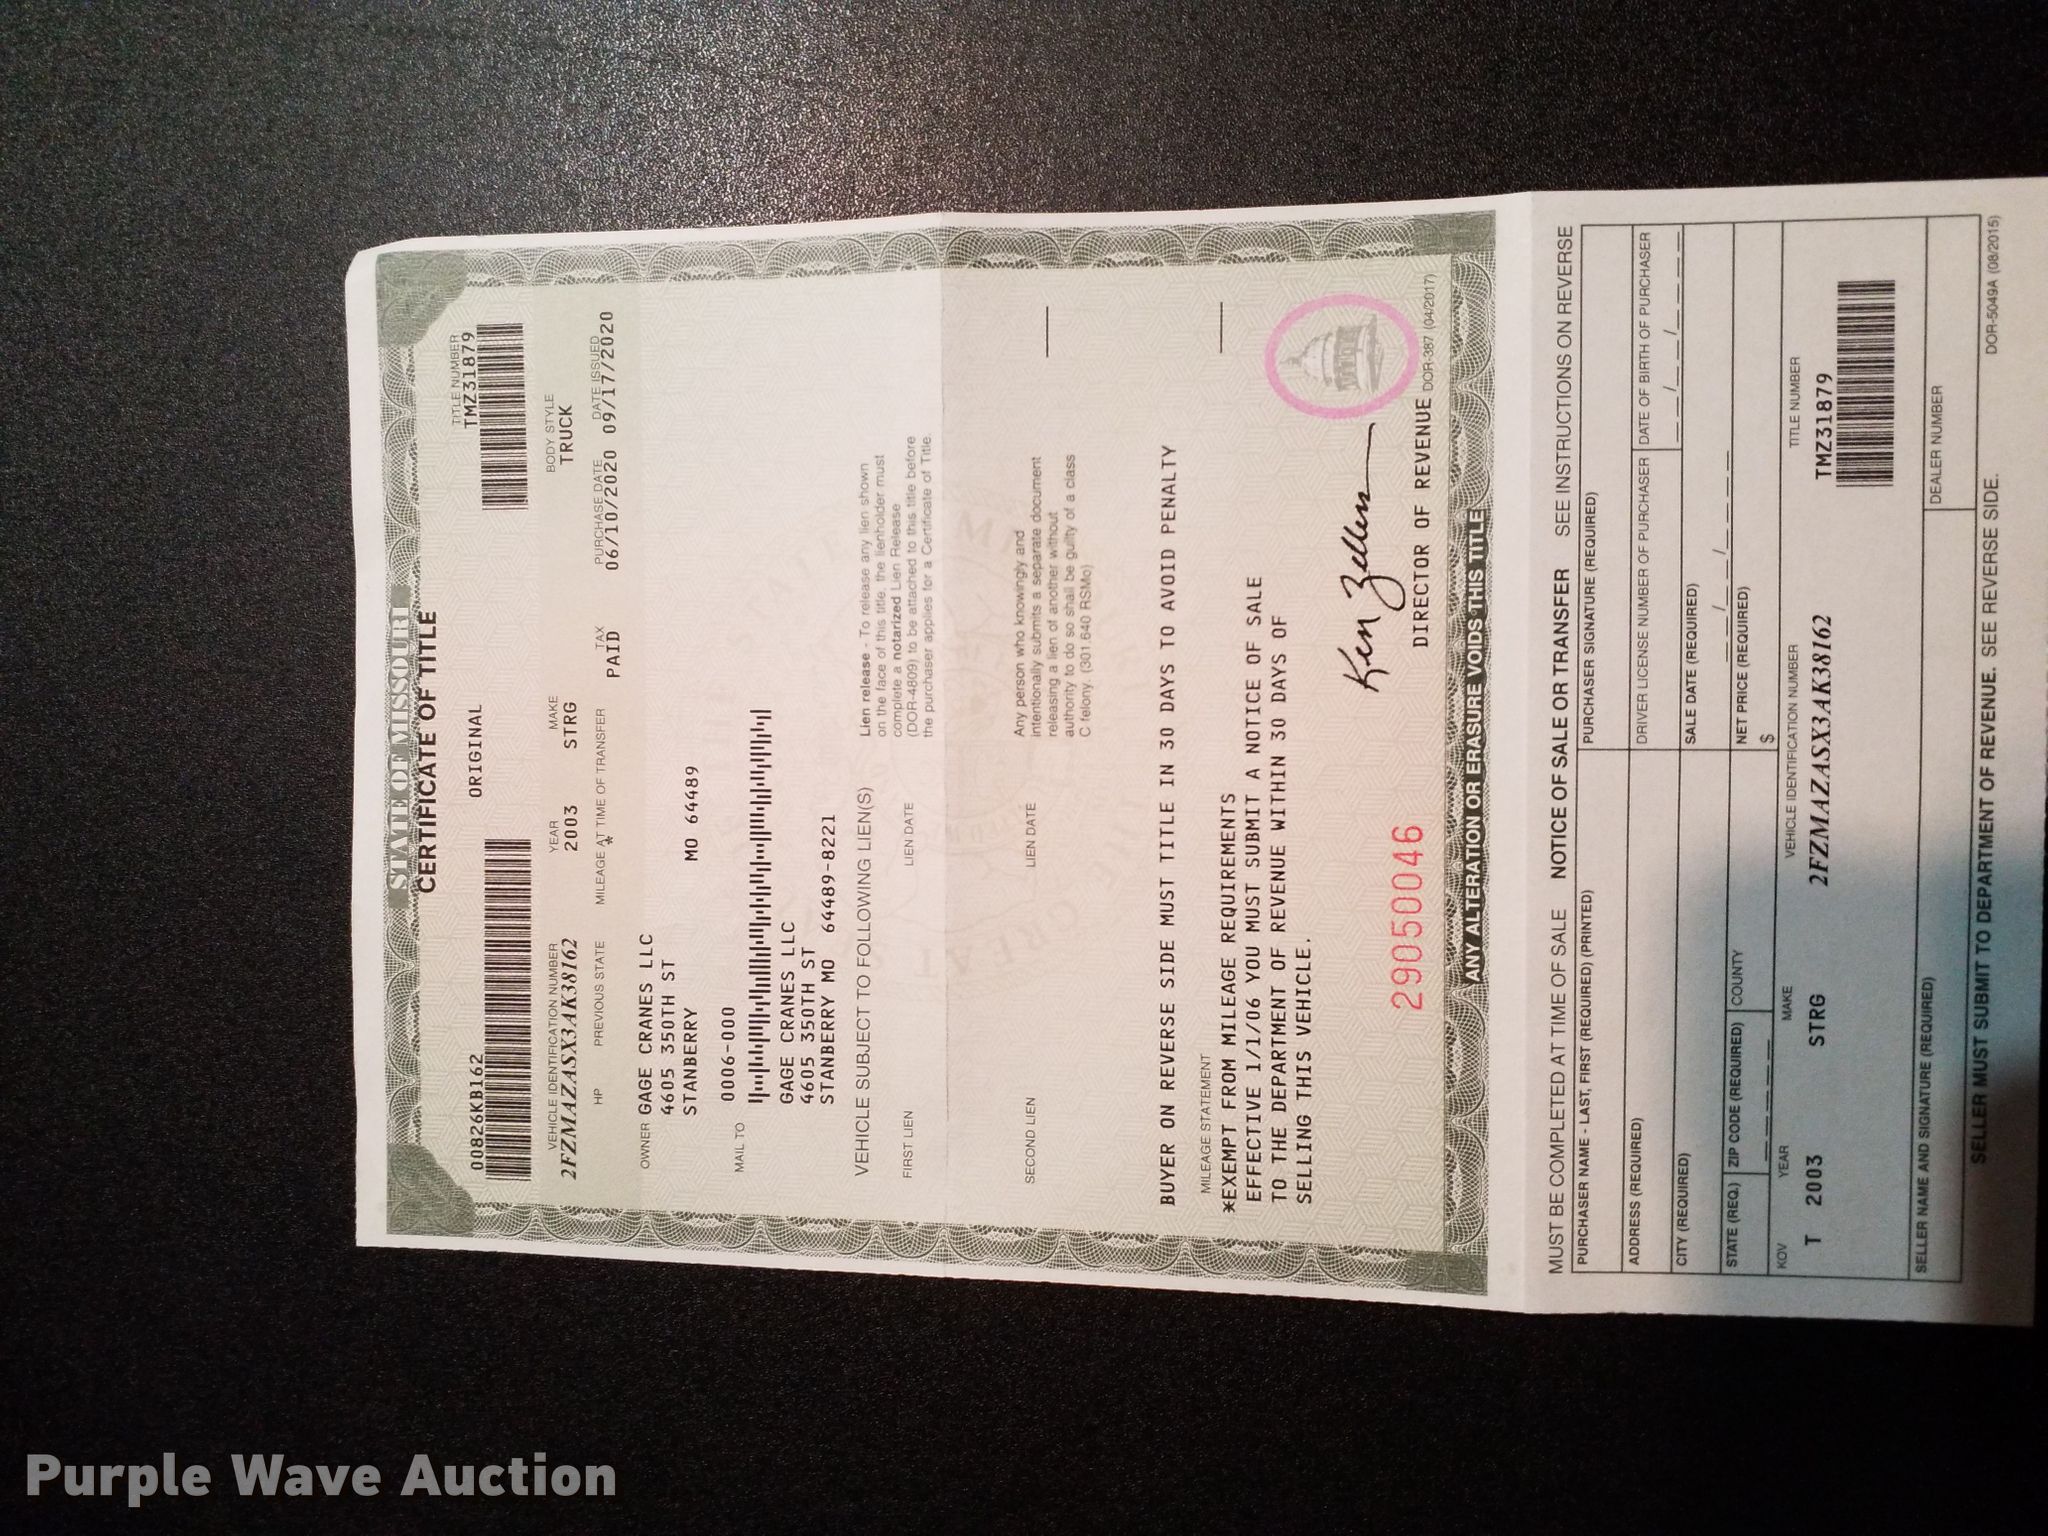 STATE OF MISSOURI
CERTIFICATE OF TITLE
00826KB162
ORIGINAL
TITLE NUMBER
TMZ31879
VEHICLE IDENTIFICATION NUMBER YEAR MAKE BODY STYLE
2FZMAZASX3AK38162 2003 STRG TRUCK
HP PREVIOUS STATE MILEAGE AT TIME OF TRANSFER TAX PURCHASE DATE DATE ISSUED
* PAID 06/10/2020 09/17/2020
OWNER GAGE CRANES LLC
4605 350TH ST
STANBERRY MO 64489
0006-000
MAIL TO
GAGE CRANES LLC
4605 350TH ST
STANBERRY MO 64489-8221
VEHICLE SUBJECT TO FOLLOWING LIEN(S)
FIRST LIEN LIEN DATE
Lien release - To release any lien shown
on the face of this title, the lienholder must
complete a notarized Lien Release
(DOR-4809) to be attached to this title before
the purchaser applies for a Certificate of Title.
SECOND LIEN LIEN DATE
Any person who knowingly and
intentionally submits a separate document
releasing a lien of another without
authority to do so shall be guilty of a class
C felony. (301.640 RSMo)
BUYER ON REVERSE SIDE MUST TITLE IN 30 DAYS TO AVOID PENALTY
MILEAGE STATEMENT
*EXEMPT FROM MILEAGE REQUIREMENTS
EFFECTIVE 1/1/06 YOU MUST SUBMIT A NOTICE OF SALE
TO THE DEPARTMENT OF REVENUE WITHIN 30 DAYS OF
SELLING THIS VEHICLE.
Ken Zellers
29050046
DIRECTOR OF REVENUE DOR-387 (04/2017)
ANY ALTERATION OR ERASURE VOIDS THIS TITLE
MUST BE COMPLETED AT TIME OF SALE NOTICE OF SALE OR TRANSFER SEE INSTRUCTIONS ON REVERSE
PURCHASER NAME - LAST, FIRST (REQUIRED) (PRINTED) PURCHASER SIGNATURE (REQUIRED)
ADDRESS (REQUIRED) DRIVER LICENSE NUMBER OF PURCHASER DATE OF BIRTH OF PURCHASER
__/__/____
CITY (REQUIRED) SALE DATE (REQUIRED)
__/__/____
STATE (REQ.) ZIP CODE (REQUIRED) COUNTY NET PRICE (REQUIRED)
$
KOV YEAR MAKE VEHICLE IDENTIFICATION NUMBER TITLE NUMBER
T 2003 STRG 2FZMAZASX3AK38162 TMZ31879
SELLER NAME AND SIGNATURE (REQUIRED) DEALER NUMBER
SELLER MUST SUBMIT TO DEPARTMENT OF REVENUE. SEE REVERSE SIDE. DOR-5049A (08/2015)
Purple Wave Auction